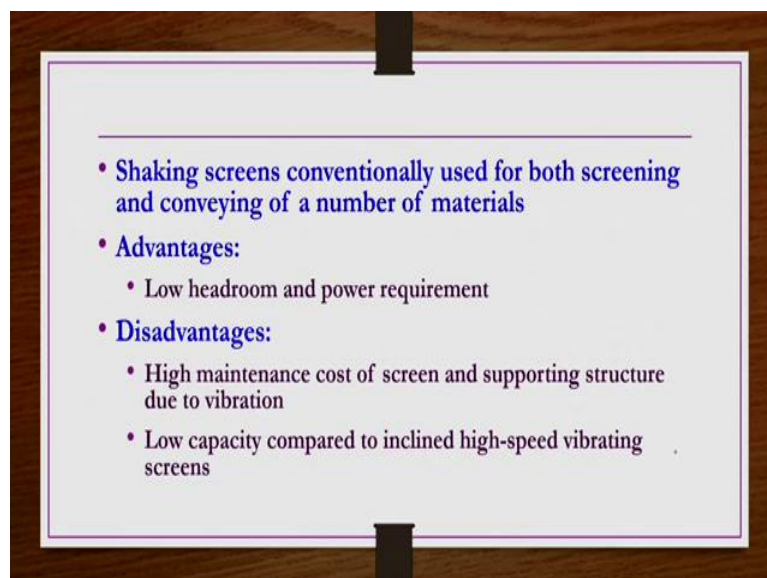 • Shaking screens conventionally used for both screening
and conveying of a number of materials
• Advantages:
• Low headroom and power requirement
• Disadvantages:
• High maintenance cost of screen and supporting structure
due to vibration
• Low capacity compared to inclined high-speed vibrating
screens